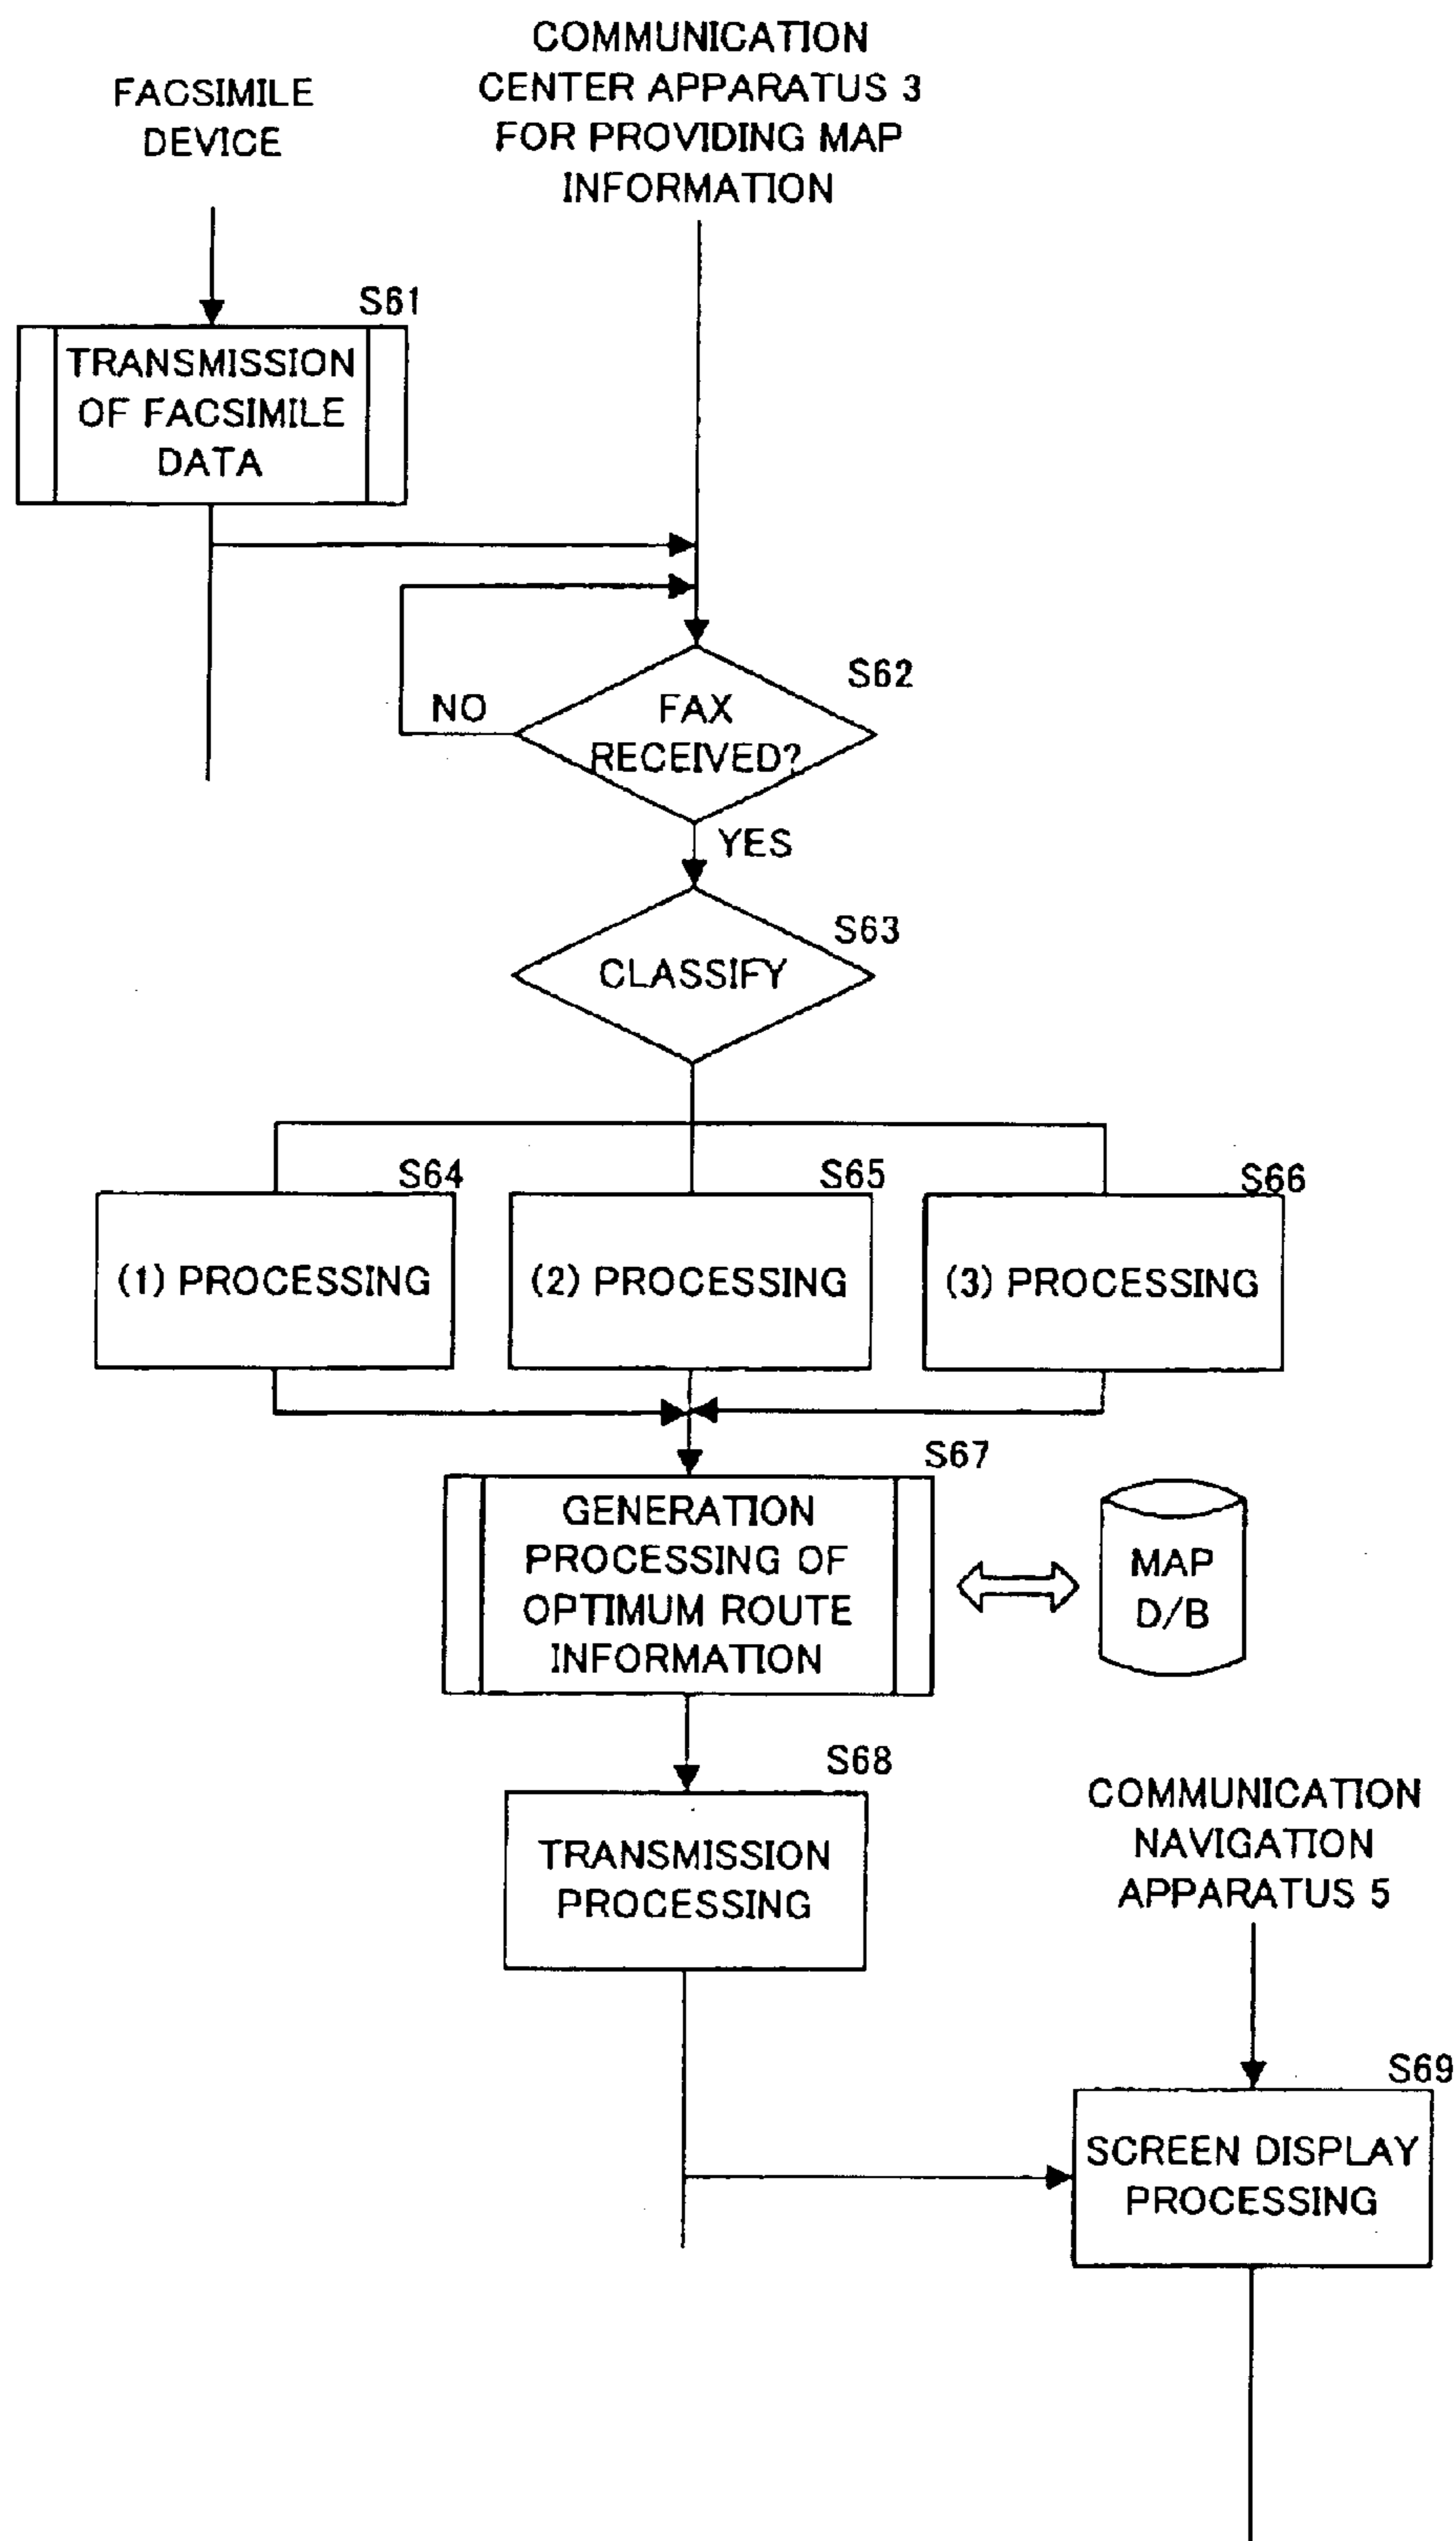 COMMUNICATION
CENTER APPARATUS 3
FOR PROVIDING MAP
INFORMATION
FACSIMILE
DEVICE
S61
TRANSMISSION
OF FACSIMILE
DATA
S62
NO
FAX
RECEIVED?
YES
S63
CLASSIFY
S64
S65
S66
(1) PROCESSING
(2) PROCESSING
(3) PROCESSING
S67
GENERATION
PROCESSING OF
OPTIMUM ROUTE
INFORMATION
MAP
D/B
S68
TRANSMISSION
PROCESSING
COMMUNICATION
NAVIGATION
APPARATUS 5
S69
SCREEN DISPLAY
PROCESSING